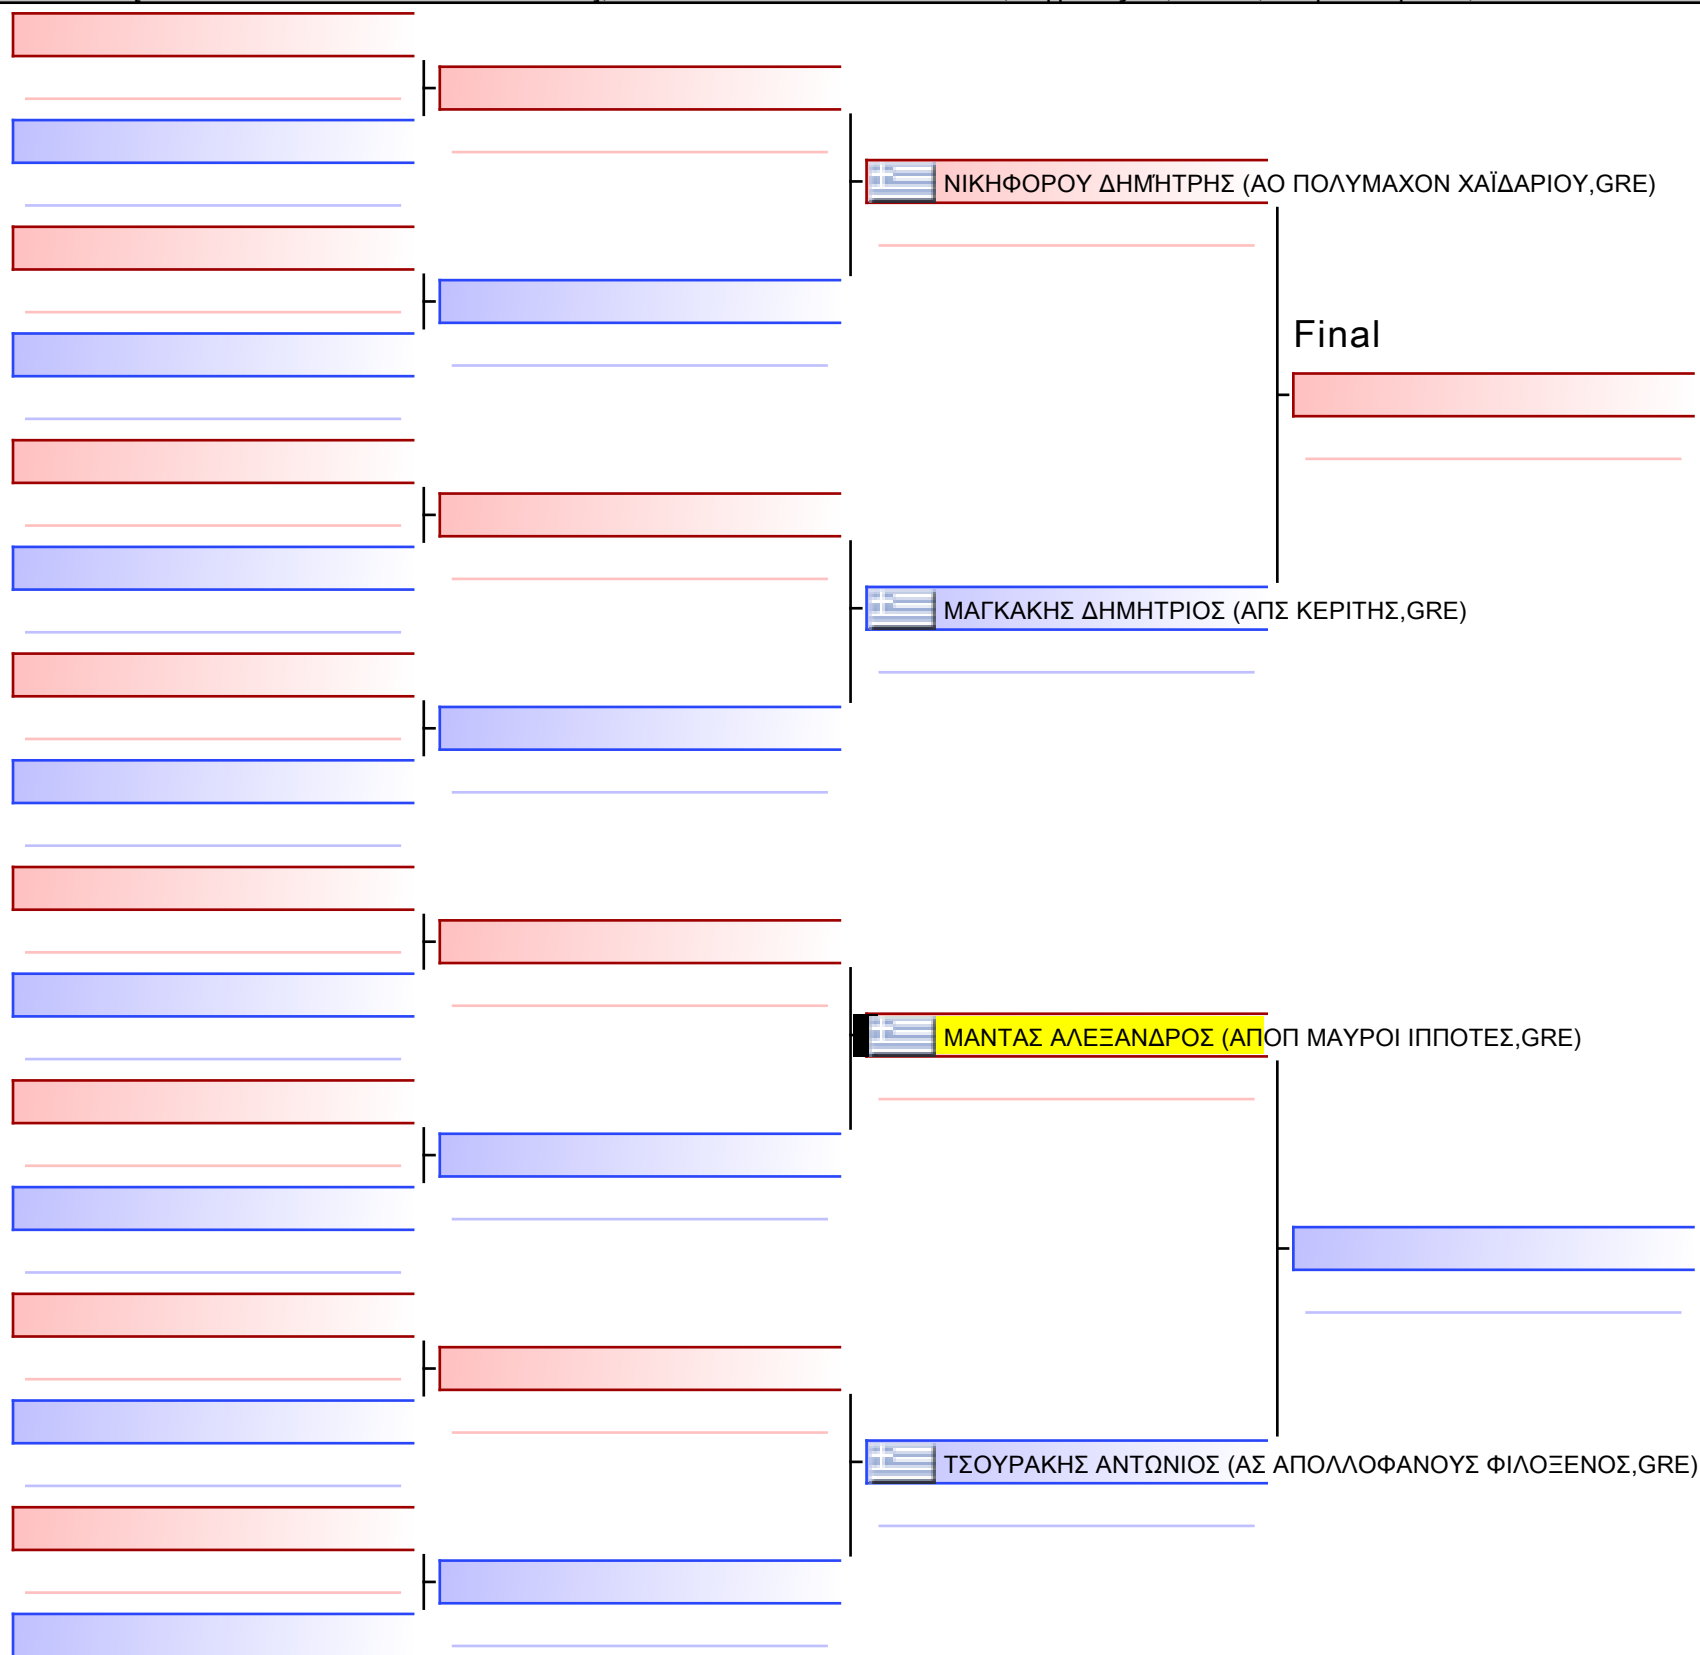 ΝΙΚΗΦΟΡΟΥ ΔΗΜΉΤΡΗΣ (ΑΟ ΠΟΛΥΜΑΧΟΝ ΧΑΪΔΑΡΙΟΥ,GRE)
Final
ΜΑΓΚΑΚΗΣ ΔΗΜΗΤΡΙΟΣ (ΑΠΣ ΚΕΡΙΤΗΣ,GRE)
ΜΑΝΤΑΣ ΑΛΕΞΑΝΔΡΟΣ (ΑΠΟΠ ΜΑΥΡΟΙ ΙΠΠΟΤΕΣ,GRE)
ΤΣΟΥΡΑΚΗΣ ΑΝΤΩΝΙΟΣ (ΑΣ ΑΠΟΛΛΟΦΑΝΟΥΣ ΦΙΛΟΞΕΝΟΣ,GRE)